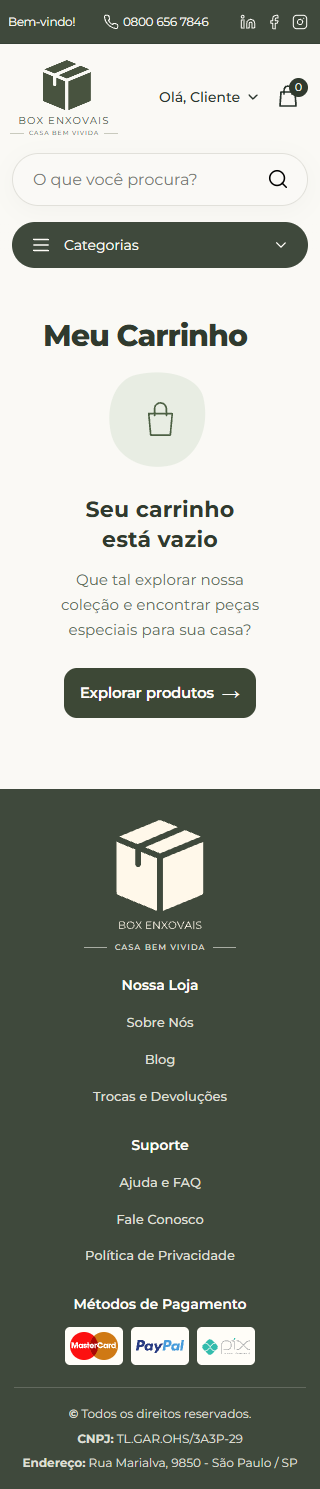 Bem-vindo!
0800 656 7846
BOX ENXOVAIS
CASA BEM VIVIDA
Olá, Cliente
0
O que você procura?
Categorias
Meu Carrinho
Seu carrinho
está vazio
Que tal explorar nossa
coleção e encontrar peças
especiais para sua casa?
Explorar produtos →
BOX ENXOVAIS
CASA BEM VIVIDA
Nossa Loja
Sobre Nós
Blog
Trocas e Devoluções
Suporte
Ajuda e FAQ
Fale Conosco
Política de Privacidade
Métodos de Pagamento
MasterCard
PayPal
pix
© Todos os direitos reservados.
CNPJ: TL.GAR.OHS/3A3P-29
Endereço: Rua Marialva, 9850 - São Paulo / SP